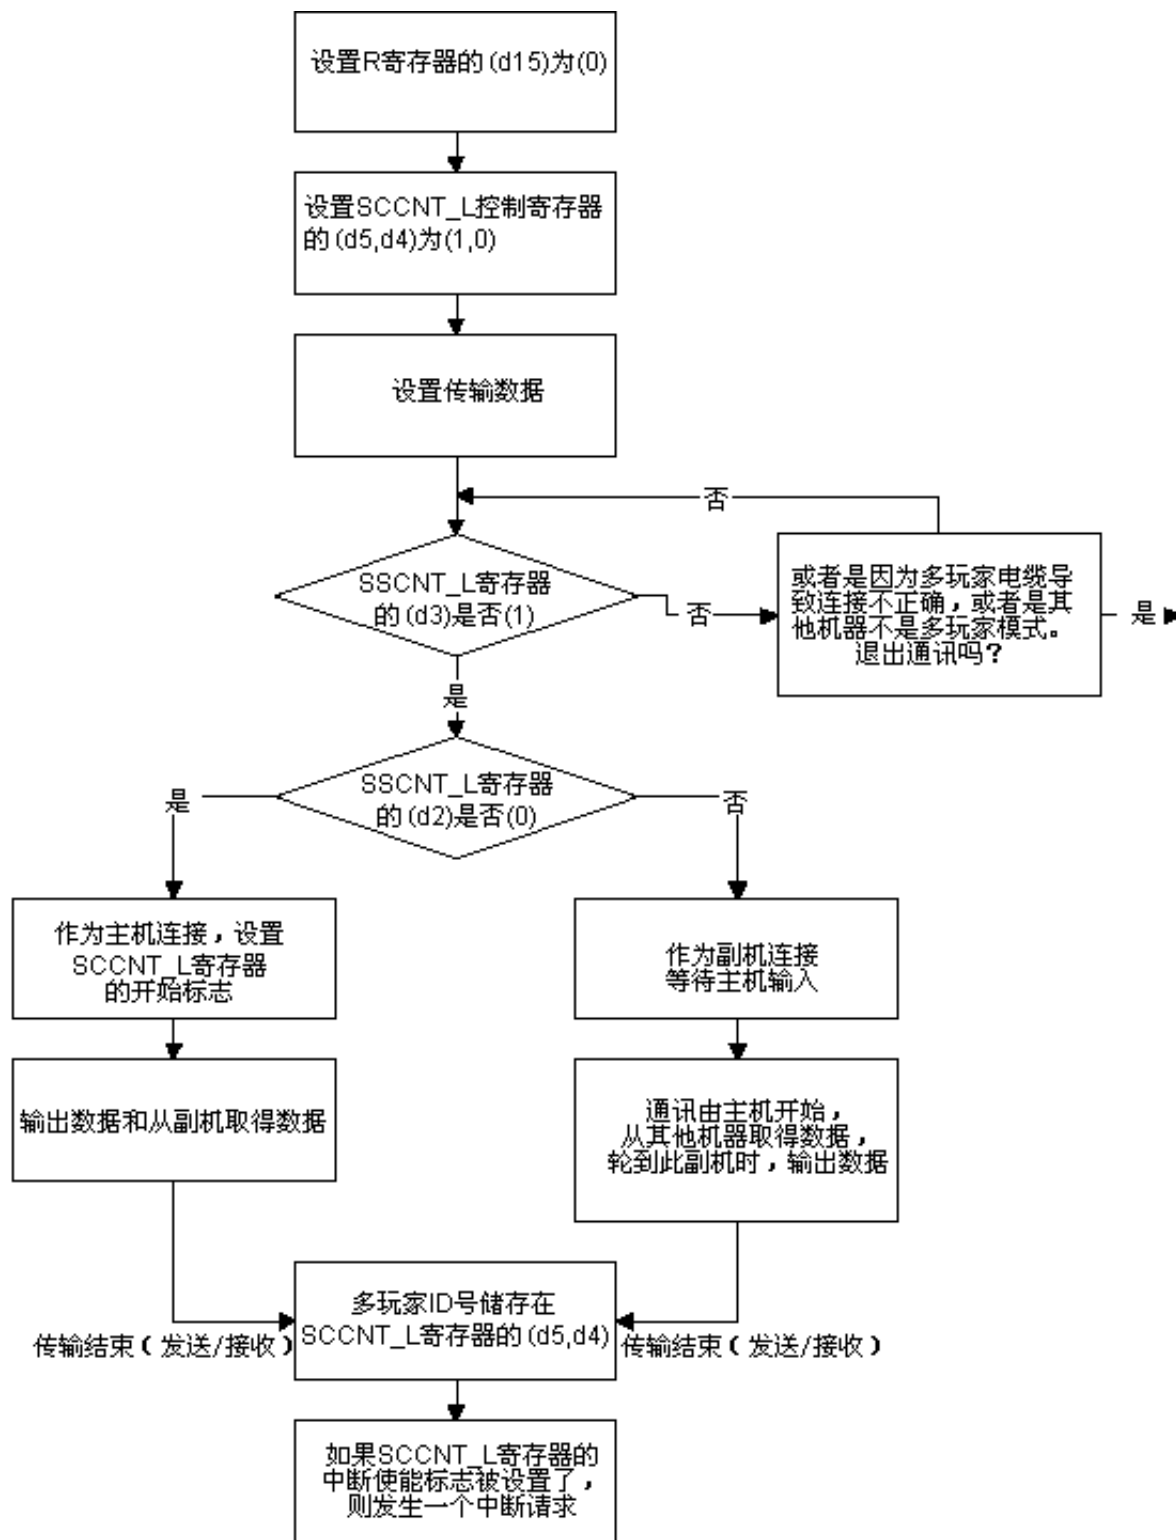 设置R寄存器的(d15)为(0)
设置SCCNT_L控制寄存器
的(d5,d4)为(1,0)
设置传输数据
否
SSCNT_L寄存器
的(d3)是否(1)
否
或者是因为多玩家电缆导
致连接不正确，或者是其
他机器不是多玩家模式。
退出通讯吗？
是
是
SSCNT_L寄存器
的(d2)是否(0)
是
否
作为主机连接，设置
SCCNT_L寄存器
的开始标志
作为副机连接
等待主机输入
输出数据和从副机取得数据
通讯由主机开始，
从其他机器取得数据，
轮到此副机时，输出数据
多玩家ID号储存在
SCCNT_L寄存器的(d5,d4)
传输结束（发送/接收）
传输结束（发送/接收）
如果SCCNT_L寄存器的
中断使能标志被设置了，
则发生一个中断请求